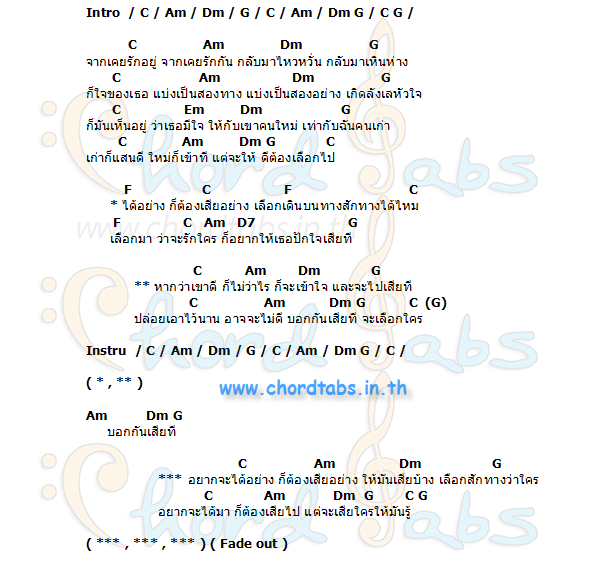 Intro / C / Am / Dm / G / C / Am / Dm G / C G /
C Am Dm G
จากเคยรักอยู่ จากเคยรักกัน กลับมาไหวหวั่น กลับมาเหินห่าง
C Am Dm G
ก็ใจของเธอ แบ่งเป็นสองทาง แบ่งเป็นสองอย่าง เกิดลังเลหัวใจ
C Em Dm G
ก็มันเห็นอยู่ ว่าเธอมีใจ ให้กับเขาคนใหม่ เท่ากับฉันคนเก่า
C Am Dm G C
เก่าก็แสนดี ใหม่ก็เข้าที แต่จะให้ ดีต้องเลือกไป
F C F C
* ได้อย่าง ก็ต้องเสียอย่าง เลือกเดินบนทางสักทางได้ไหม
F C Am D7 G
เลือกมา ว่าจะรักใคร ก็อยากให้เธอปักใจเสียที
C Am Dm G
** หากว่าเขาดี ก็ไม่ว่าไร ก็จะเข้าใจ และจะไปเสียที
C Am Dm G C (G)
ปล่อยเอาไว้นาน อาจจะไม่ดี บอกกันเสียที จะเลือกใคร
Instru / C / Am / Dm / G / C / Am / Dm G / C /
( * , ** )
www.chordtabs.in.th
Am Dm G
บอกกันเสียที
C Am Dm G
*** อยากจะได้อย่าง ก็ต้องเสียอย่าง ให้มันเสียบ้าง เลือกสักทางว่าใคร
C Am Dm G C G
อยากจะได้มา ก็ต้องเสียไป แต่จะเสียใครให้มันรู้
( *** , *** , *** ) ( Fade out )